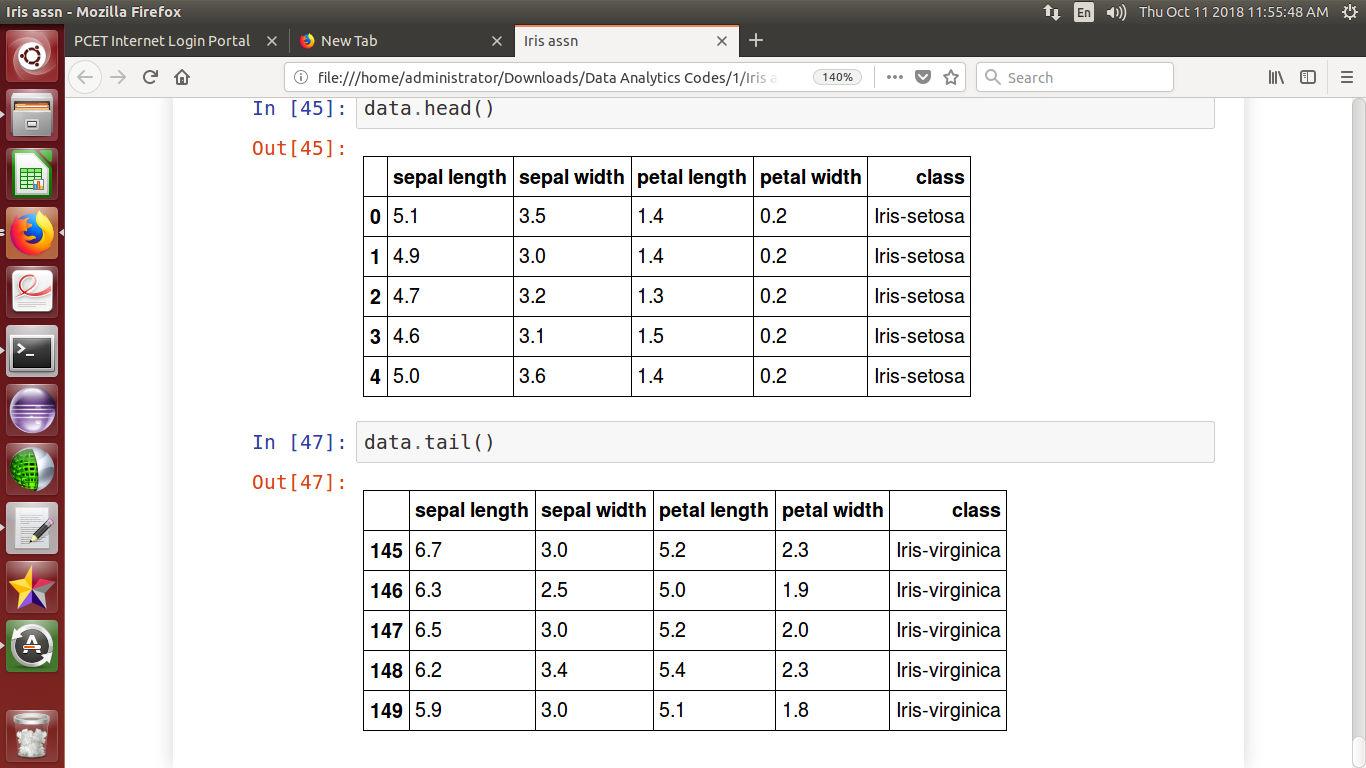 Iris assn - Mozilla Firefox
En
Thu Oct 11 2018 11:55:48 AM
PCET Internet Login Portal
New Tab
Iris assn
file:///home/administrator/Downloads/Data Analytics Codes/1/Iris a
140%
Search
In [45]: data.head()
Out[45]:
sepal length sepal width petal length petal width class
0 5.1 3.5 1.4 0.2 Iris-setosa
1 4.9 3.0 1.4 0.2 Iris-setosa
2 4.7 3.2 1.3 0.2 Iris-setosa
3 4.6 3.1 1.5 0.2 Iris-setosa
4 5.0 3.6 1.4 0.2 Iris-setosa
In [47]: data.tail()
Out[47]:
sepal length sepal width petal length petal width class
145 6.7 3.0 5.2 2.3 Iris-virginica
146 6.3 2.5 5.0 1.9 Iris-virginica
147 6.5 3.0 5.2 2.0 Iris-virginica
148 6.2 3.4 5.4 2.3 Iris-virginica
149 5.9 3.0 5.1 1.8 Iris-virginica